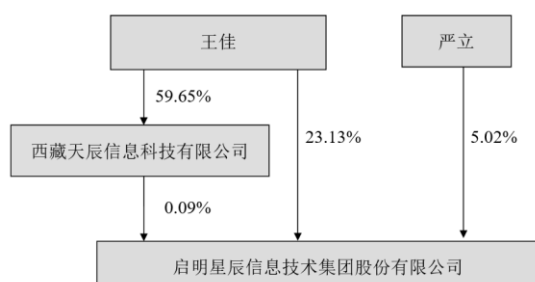 王佳
严立
59.65%
西藏天辰信息科技有限公司
23.13%
5.02%
0.09%
启明星辰信息技术集团股份有限公司